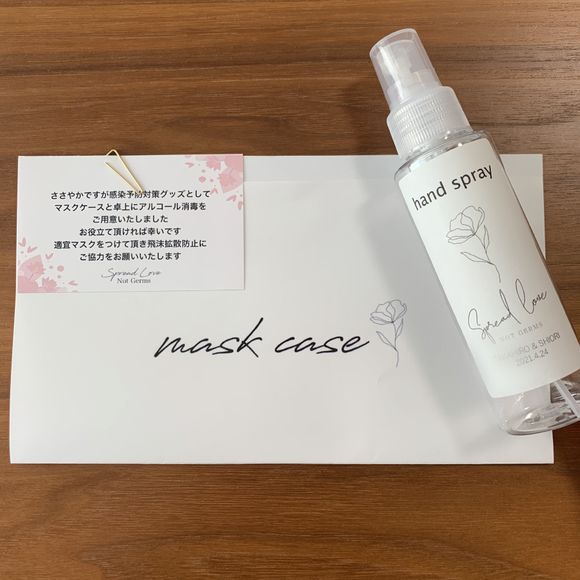 ささやかですが感染予防対策グッズとして
マスクケースと卓上にアルコール消毒を
ご用意いたしました
お役立て頂ければ幸いです
適宜マスクをつけて頂き飛沫拡散防止に
ご協力をお願いいたします
Spread Love
Not Germs
mask case
hand spray
Spread Love
NOT GERMS
& SHIORI
2021.4.24